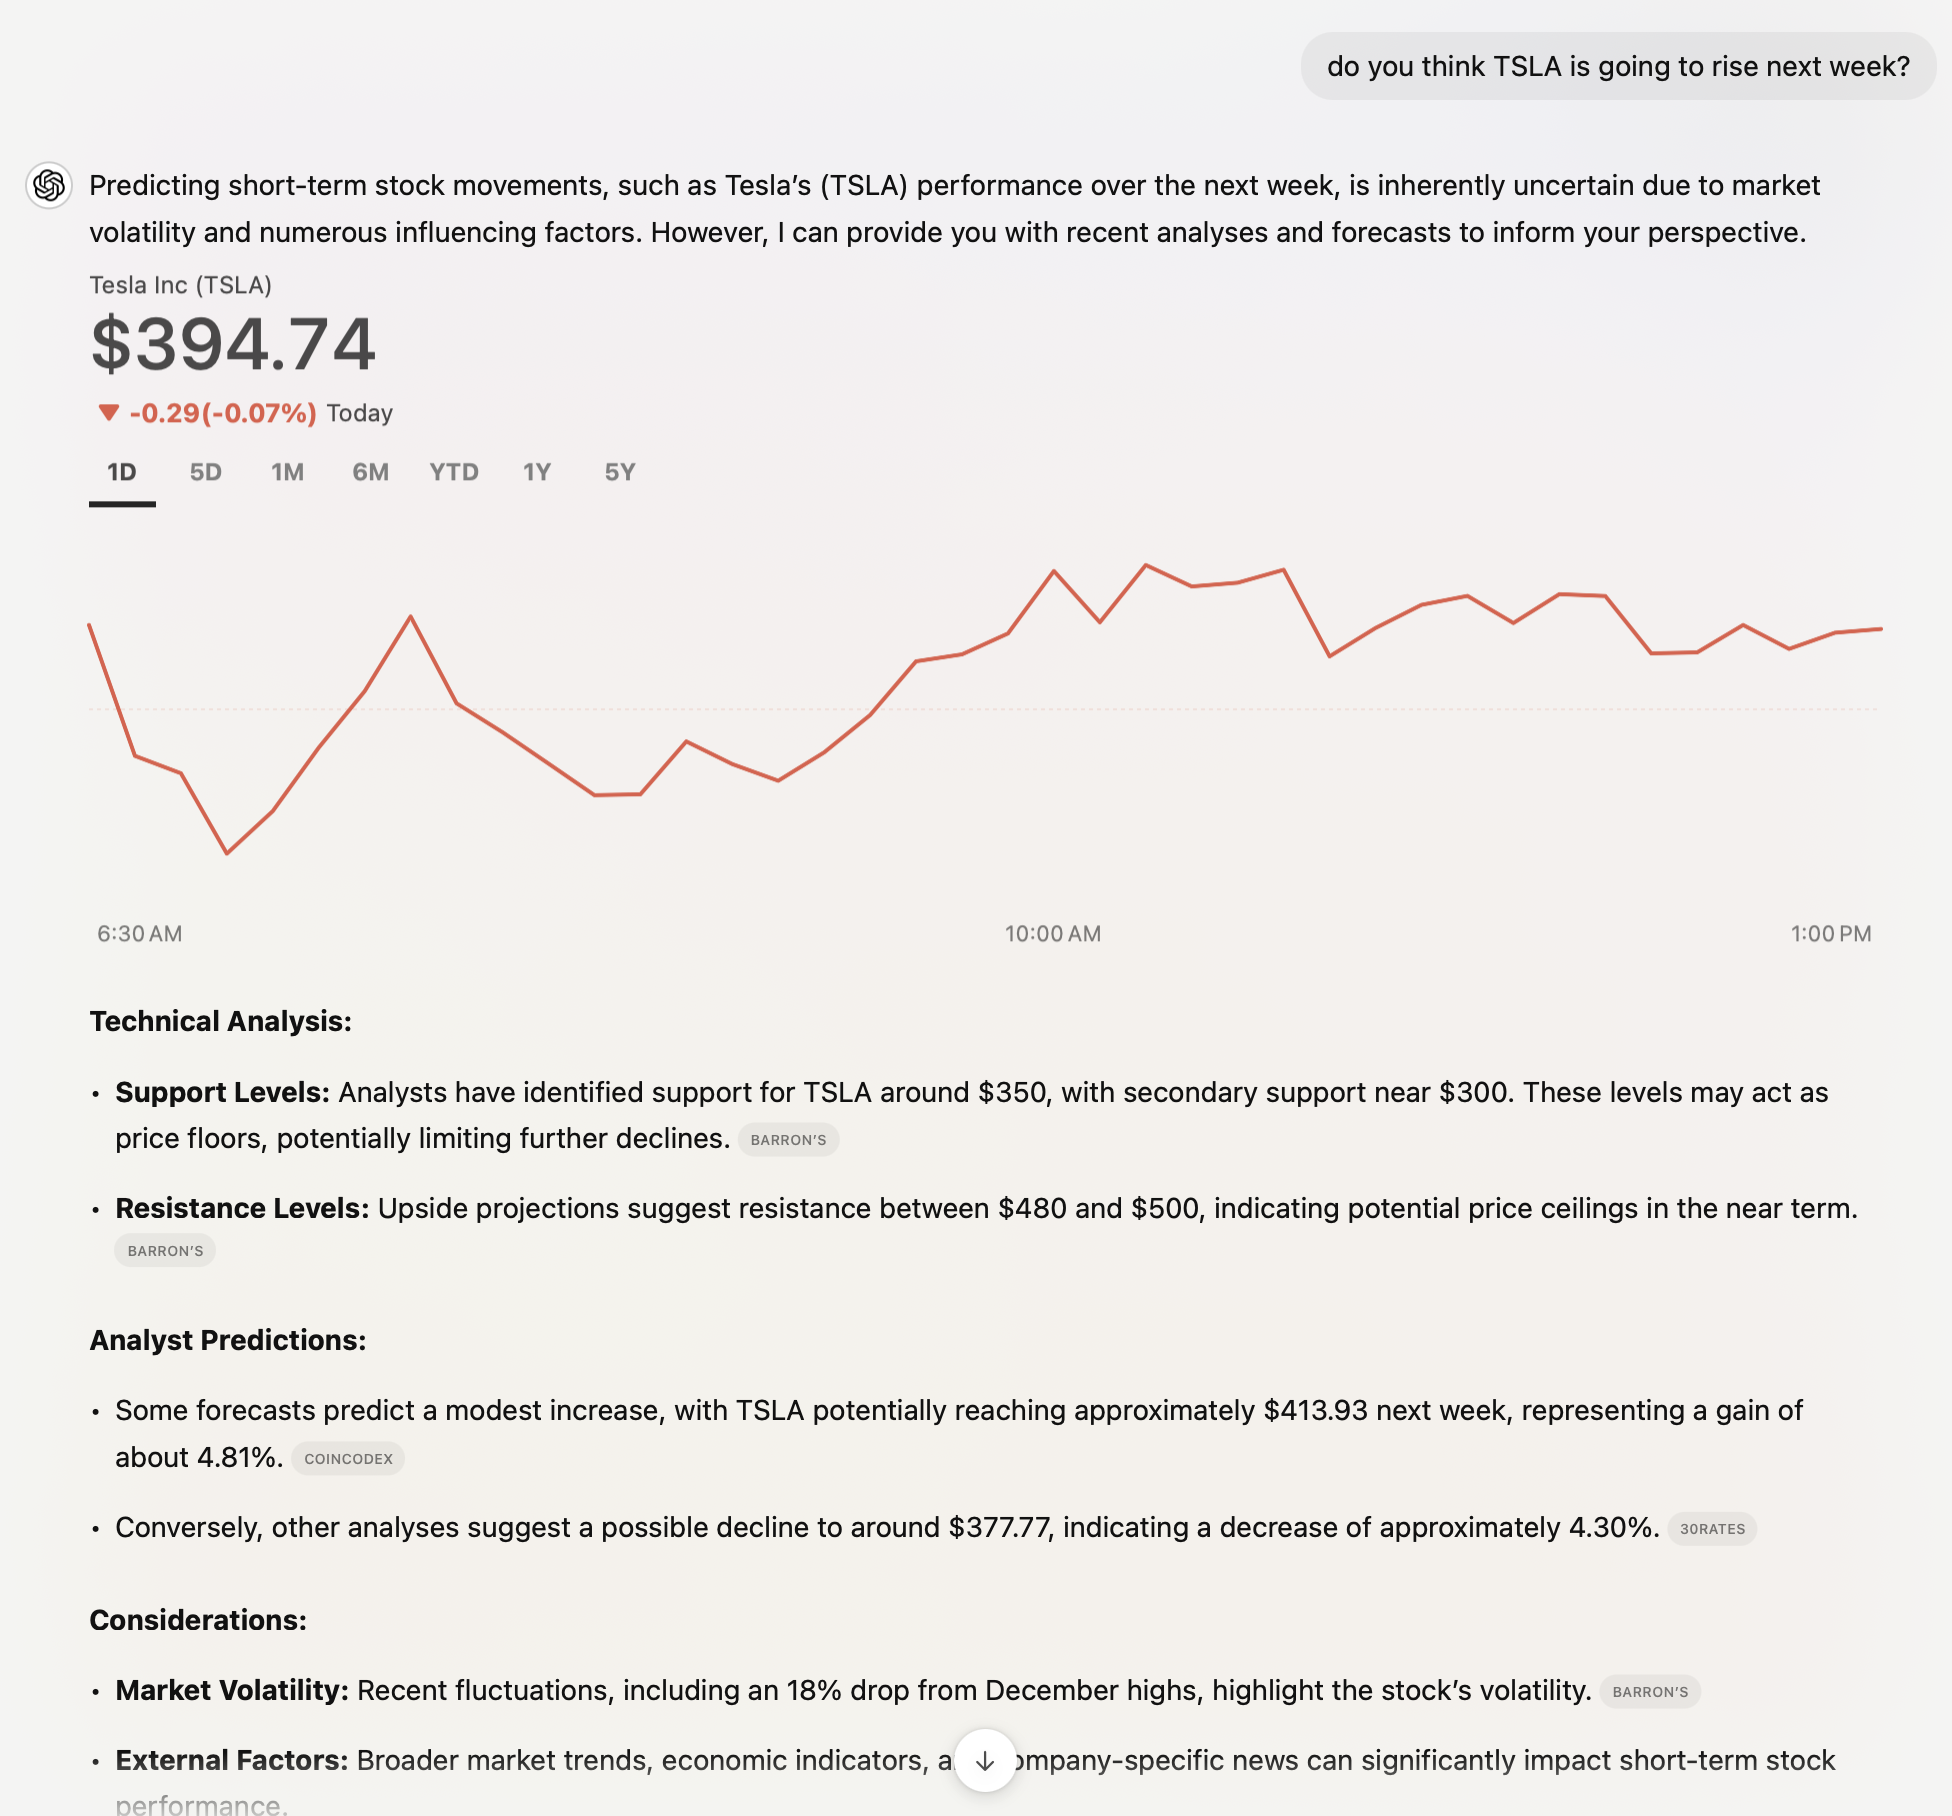 do you think TSLA is going to rise next week?
Predicting short-term stock movements, such as Tesla’s (TSLA) performance over the next week, is inherently uncertain due to market
volatility and numerous influencing factors. However, I can provide you with recent analyses and forecasts to inform your perspective.
Tesla Inc (TSLA)
$394.74
-0.29(-0.07%) Today
1D 5D 1M 6M YTD 1Y 5Y
6:30 AM 10:00 AM 1:00 PM
Technical Analysis:
• Support Levels: Analysts have identified support for TSLA around $350, with secondary support near $300. These levels may act as
price floors, potentially limiting further declines. BARRON’S
• Resistance Levels: Upside projections suggest resistance between $480 and $500, indicating potential price ceilings in the near term.
BARRON’S
Analyst Predictions:
• Some forecasts predict a modest increase, with TSLA potentially reaching approximately $413.93 next week, representing a gain of
about 4.81%. COINCODEX
• Conversely, other analyses suggest a possible decline to around $377.77, indicating a decrease of approximately 4.30%. 30RATES
Considerations:
• Market Volatility: Recent fluctuations, including an 18% drop from December highs, highlight the stock’s volatility. BARRON’S
• External Factors: Broader market trends, economic indicators, a ompany-specific news can significantly impact short-term stock
performance.